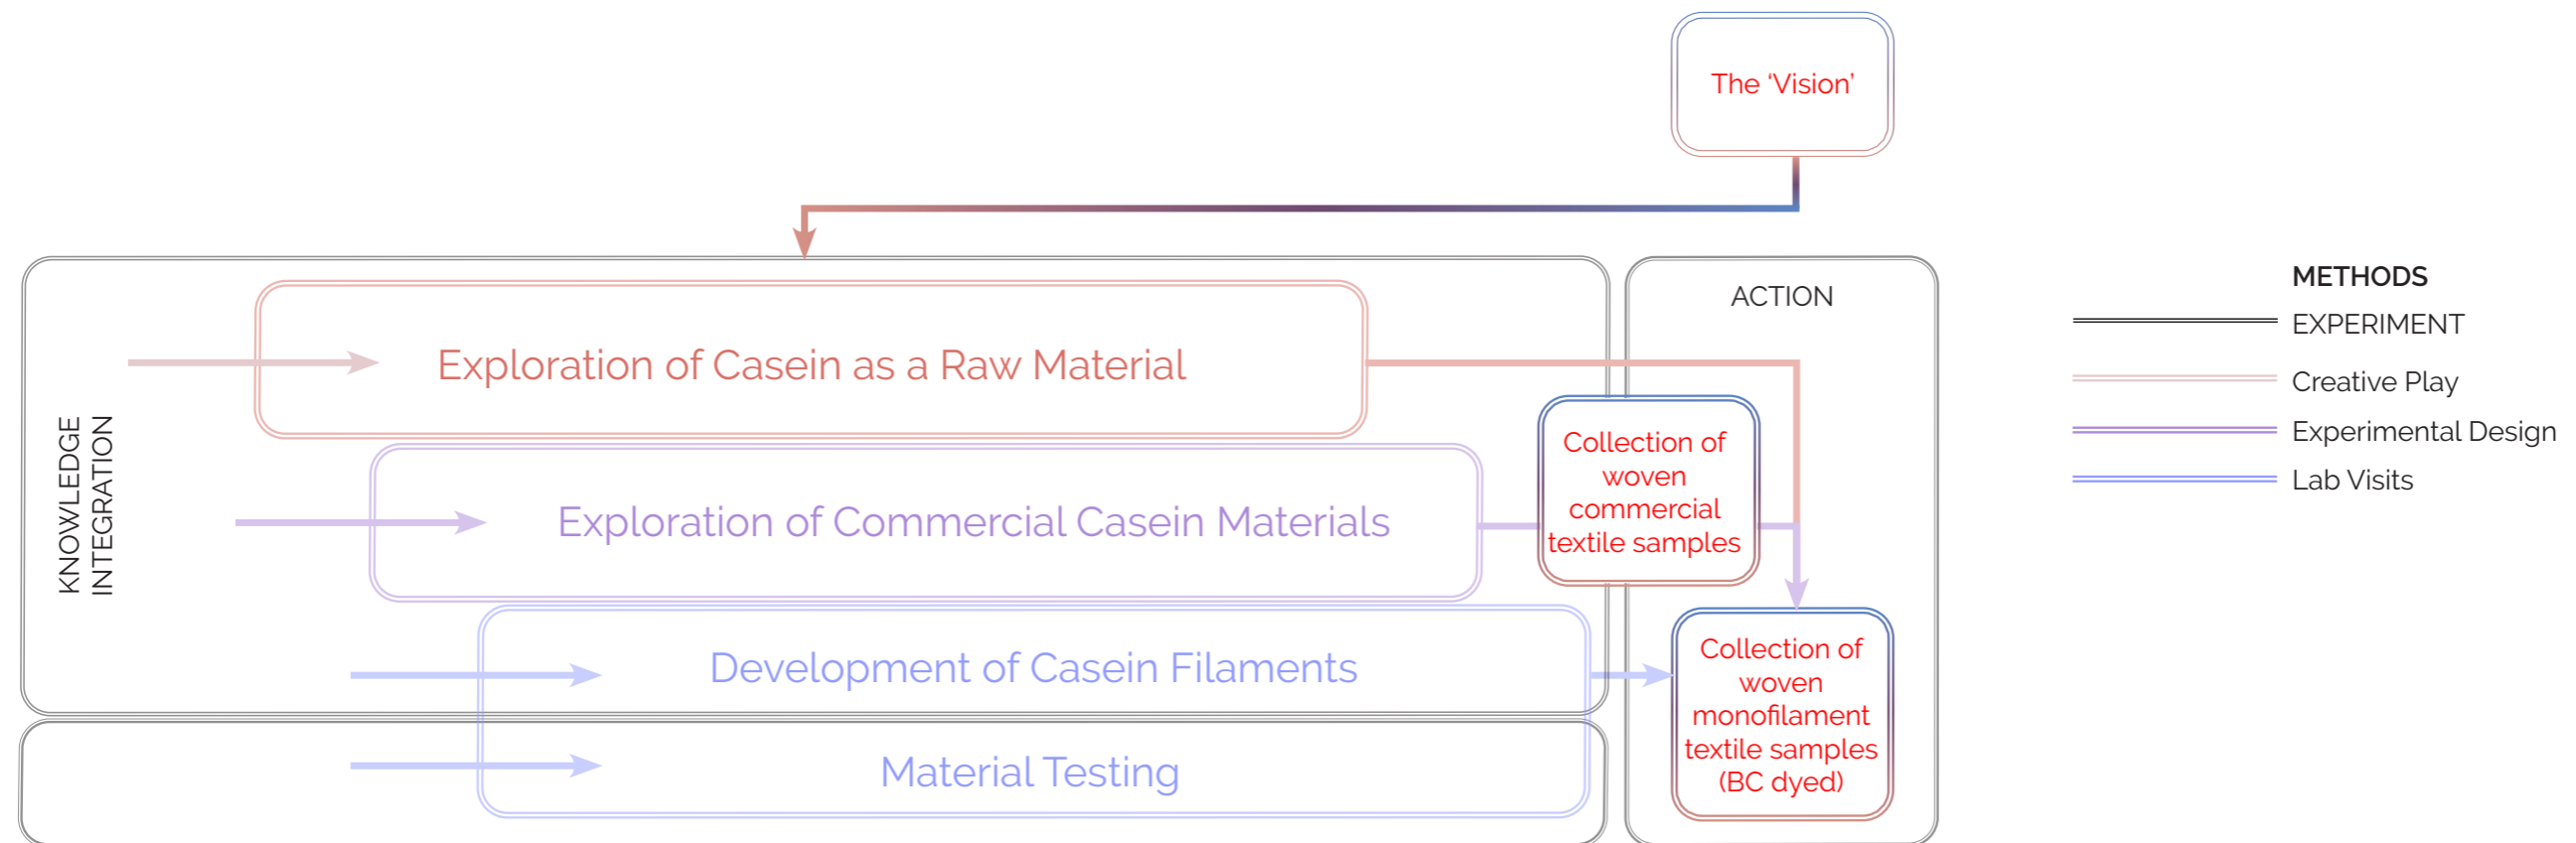 The ‘Vision’
KNOWLEDGE
INTEGRATION
Exploration of Casein as a Raw Material
Exploration of Commercial Casein Materials
Development of Casein Filaments
Material Testing
ACTION
Collection of
woven
commercial
textile samples
Collection of
woven
monofilament
textile samples
(BC dyed)
METHODS
EXPERIMENT
Creative Play
Experimental Design
Lab Visits